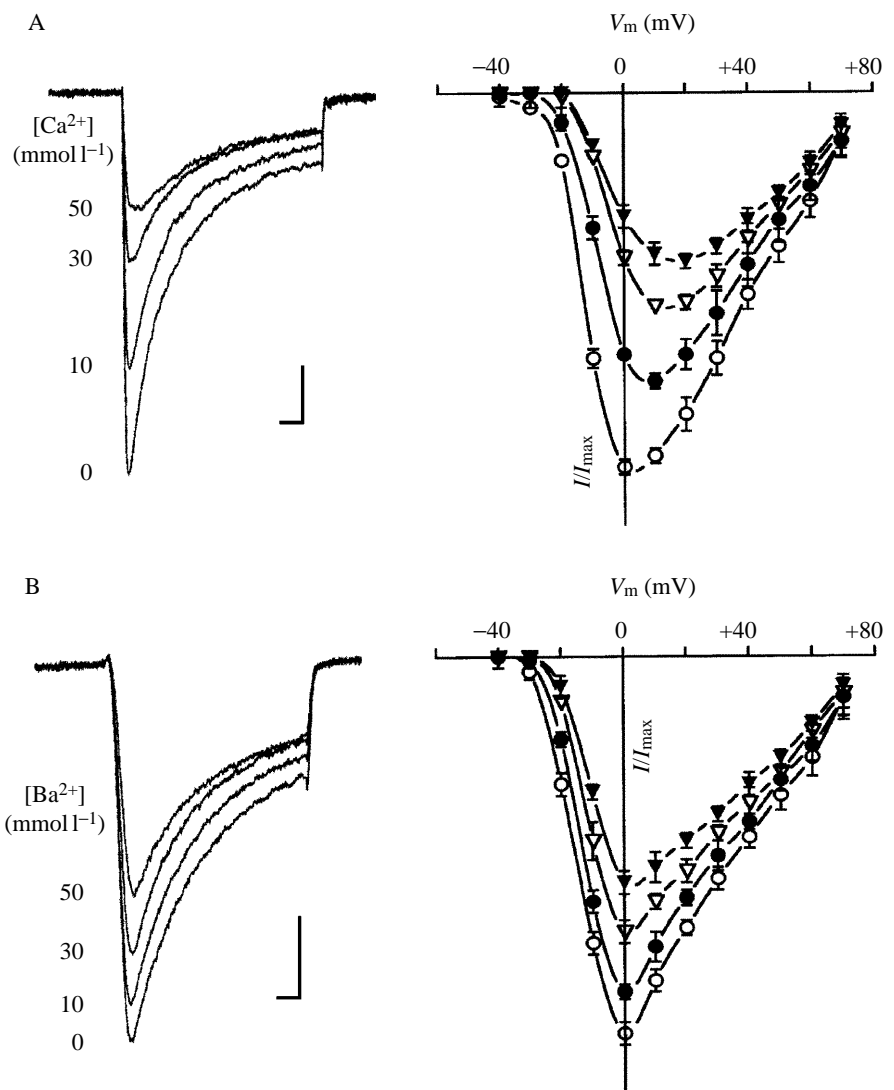 A
[Ca²⁺]
(mmol l⁻¹)
50
30
10
0
Vₘ (mV)
−40 0 +40 +80
I/Iₘₐₓ
B
[Ba²⁺]
(mmol l⁻¹)
50
30
10
0
Vₘ (mV)
−40 0 +40 +80
I/Iₘₐₓ